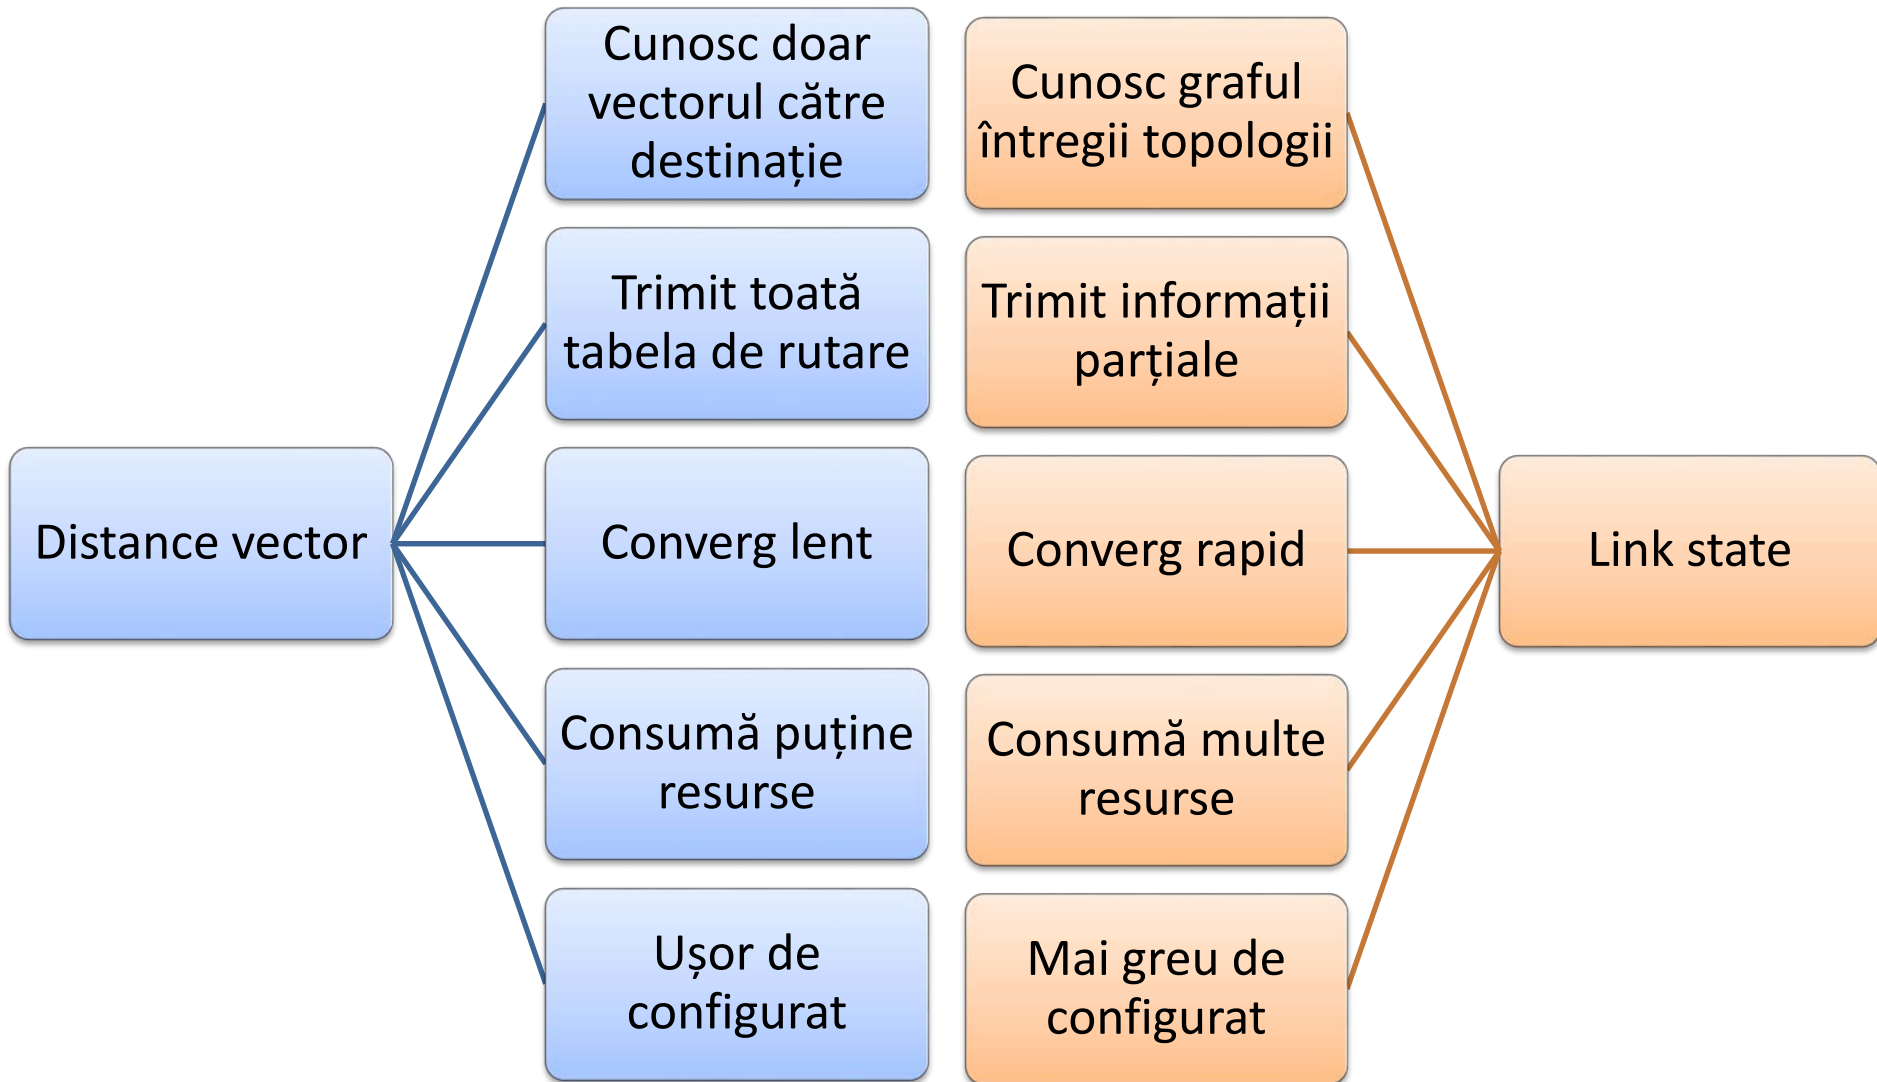 Distance vector
Cunosc doar
vectorul către
destinație
Trimit toată
tabela de rutare
Converg lent
Consumă puține
resurse
Ușor de
configurat
Cunosc graful
întregii topologii
Trimit informații
parțiale
Converg rapid
Consumă multe
resurse
Mai greu de
configurat
Link state